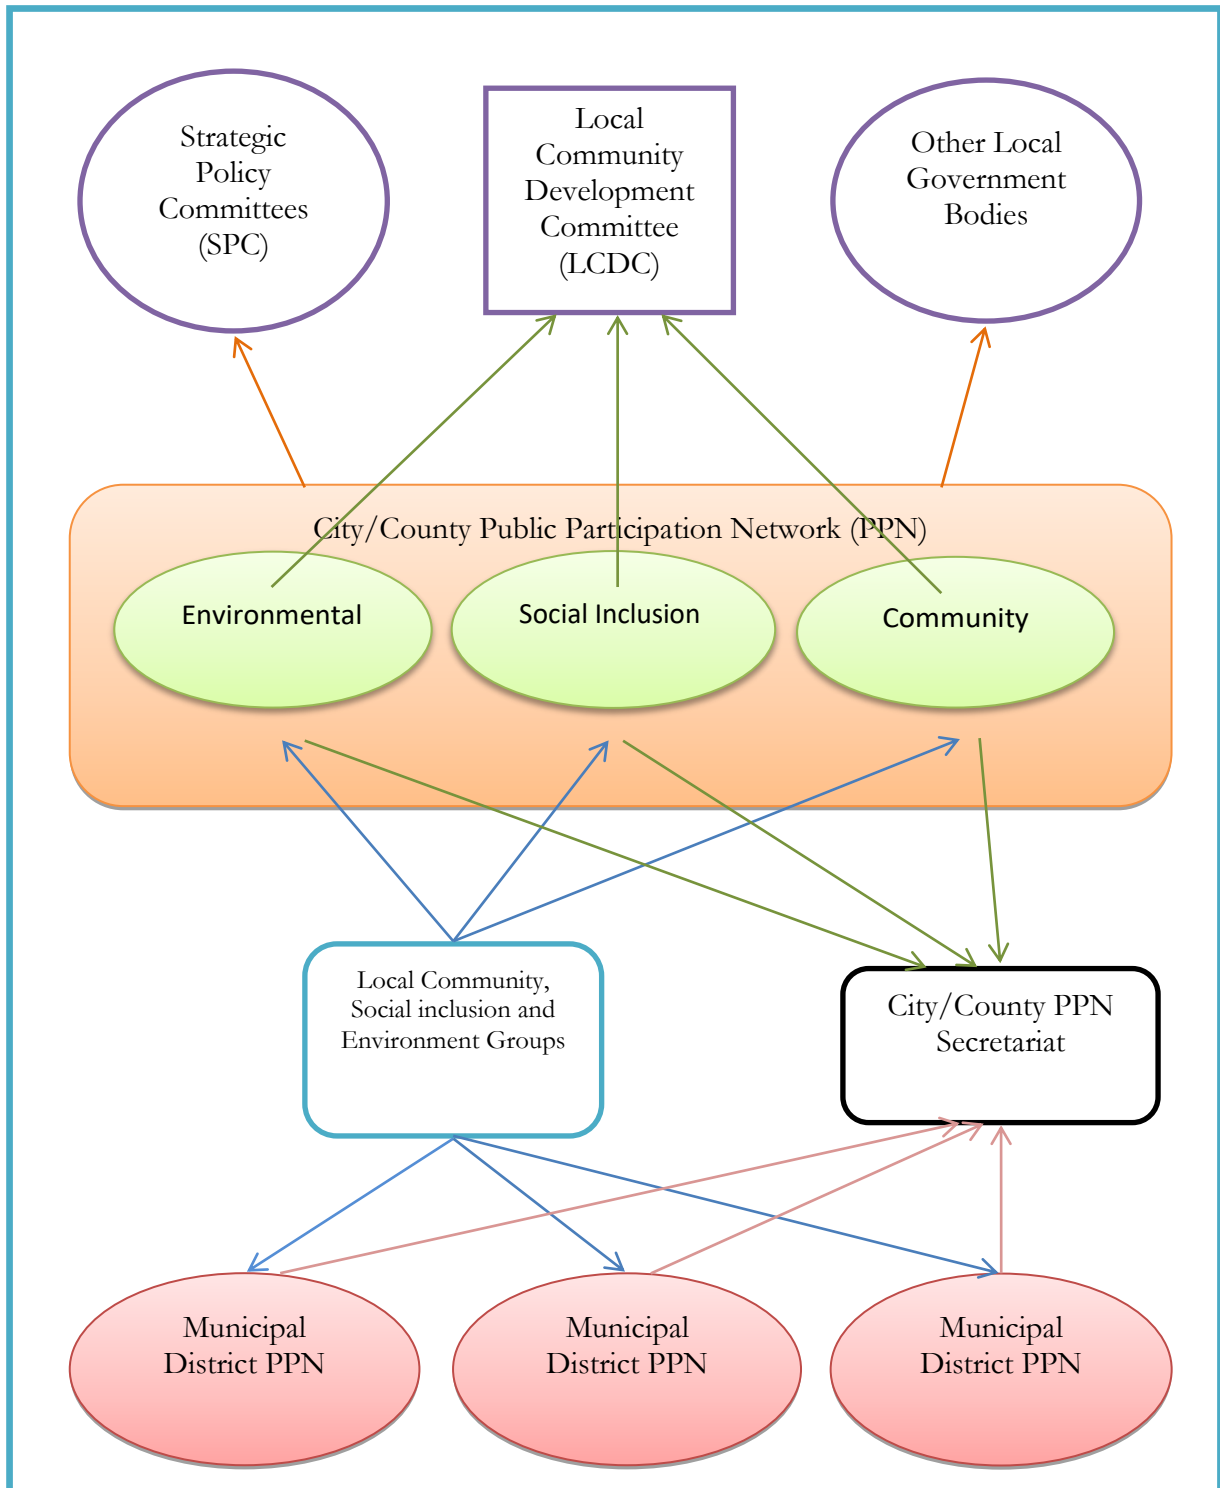 Strategic
Policy
Committees
(SPC)
Local
Community
Development
Committee
(LCDC)
Other Local
Government
Bodies
City/County Public Participation Network (PPN)
Environmental
Social Inclusion
Community
Local Community,
Social inclusion and
Environment Groups
City/County PPN
Secretariat
Municipal
District PPN
Municipal
District PPN
Municipal
District PPN